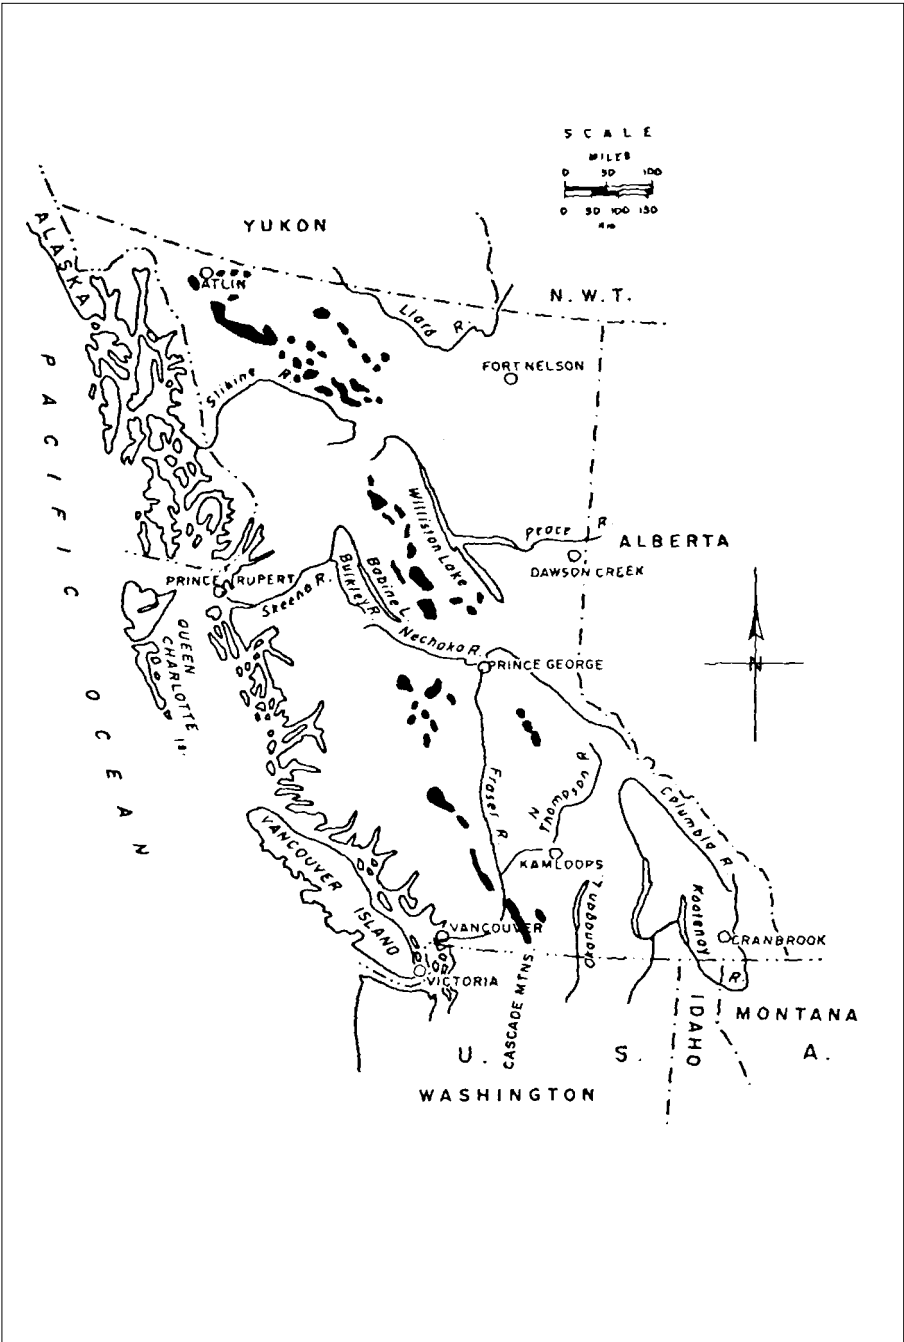 SCALE
MILES
0 50 100
0 50 100 150
Km
YUKON
ALASKA
ATLIN
N.W.T.
Liard R.
FORT NELSON
Stikine R.
PACIFIC OCEAN
Williston Lake
Peace R.
ALBERTA
DAWSON CREEK
PRINCE RUPERT
Skeena R.
Bulkley R.
Babine L.
Nechako R.
PRINCE GEORGE
N
QUEEN
CHARLOTTE
Is.
Fraser R.
N
Thompson R.
Columbia R.
KAMLOOPS
VANCOUVER
ISLAND
Okanagan L.
Kootenay
R.
VANCOUVER
CRANBROOK
VICTORIA
CASCADE MTNS.
IDAHO
MONTANA
U. S. A.
WASHINGTON